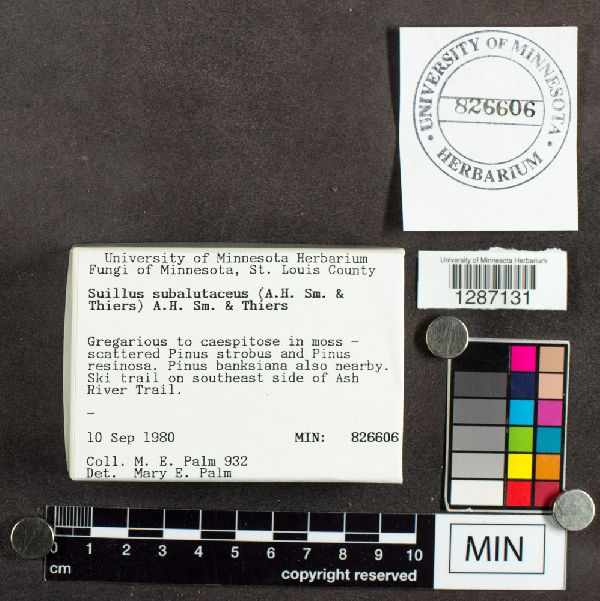 UNIVERSITY OF MINNESOTA
826606
HERBARIUM
University of Minnesota Herbarium
Fungi of Minnesota, St. Louis County
Suillus subalutaceus (A.H. Sm. &
Thiers) A.H. Sm. & Thiers
Gregarious to caespitose in moss -
scattered Pinus strobus and Pinus
resinosa. Pinus banksiana also nearby.
Ski trail on southeast side of Ash
River Trail.
-
10 Sep 1980 MIN: 826606
Coll. M. E. Palm 932
Det. Mary E. Palm
University of Minnesota Herbarium
1287131
0 1 2 3 4 5 6 7 8 9 10
cm
copyright reserved
MIN